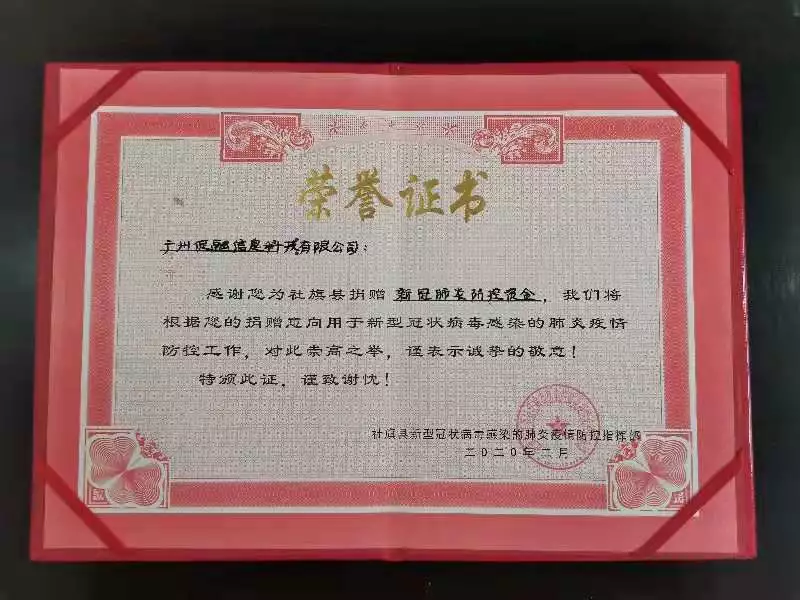 荣誉证书
广州保融信息科技有限公司：
感谢您为社旗县捐赠 新冠肺炎防控资金，我们将
根据您的捐赠意向用于新型冠状病毒感染的肺炎疫情
防控工作，对此崇高之举，谨表示诚挚的敬意！
特颁此证，谨致谢忱！
社旗县新型冠状病毒感染的肺炎疫情防控指挥部
二〇二〇年二月